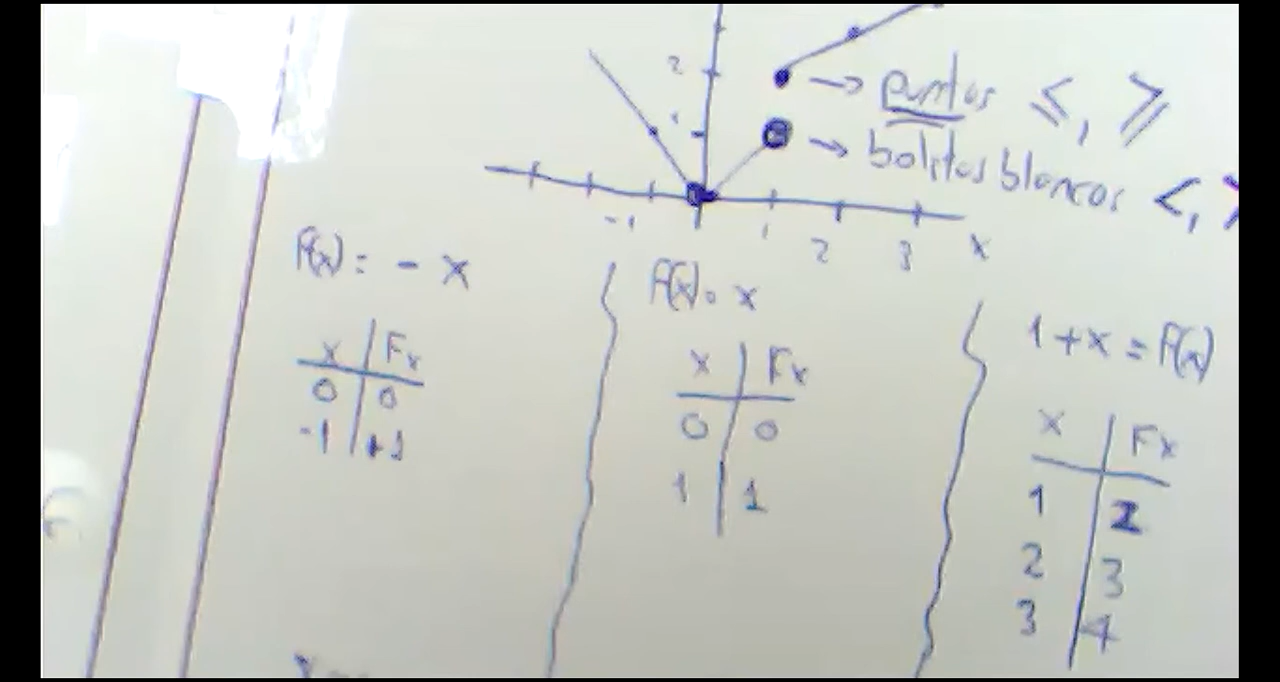 2
1
→ puntos ≤, ≥
→ bolitas blancas <, >
-1 1 2 3 x
F(x) = - x
x | Fx
0 | 0
-1 | +1
F(x) = x
x | Fx
0 | 0
1 | 1
1+x = F(x)
x | Fx
1 | 2
2 | 3
3 | 4